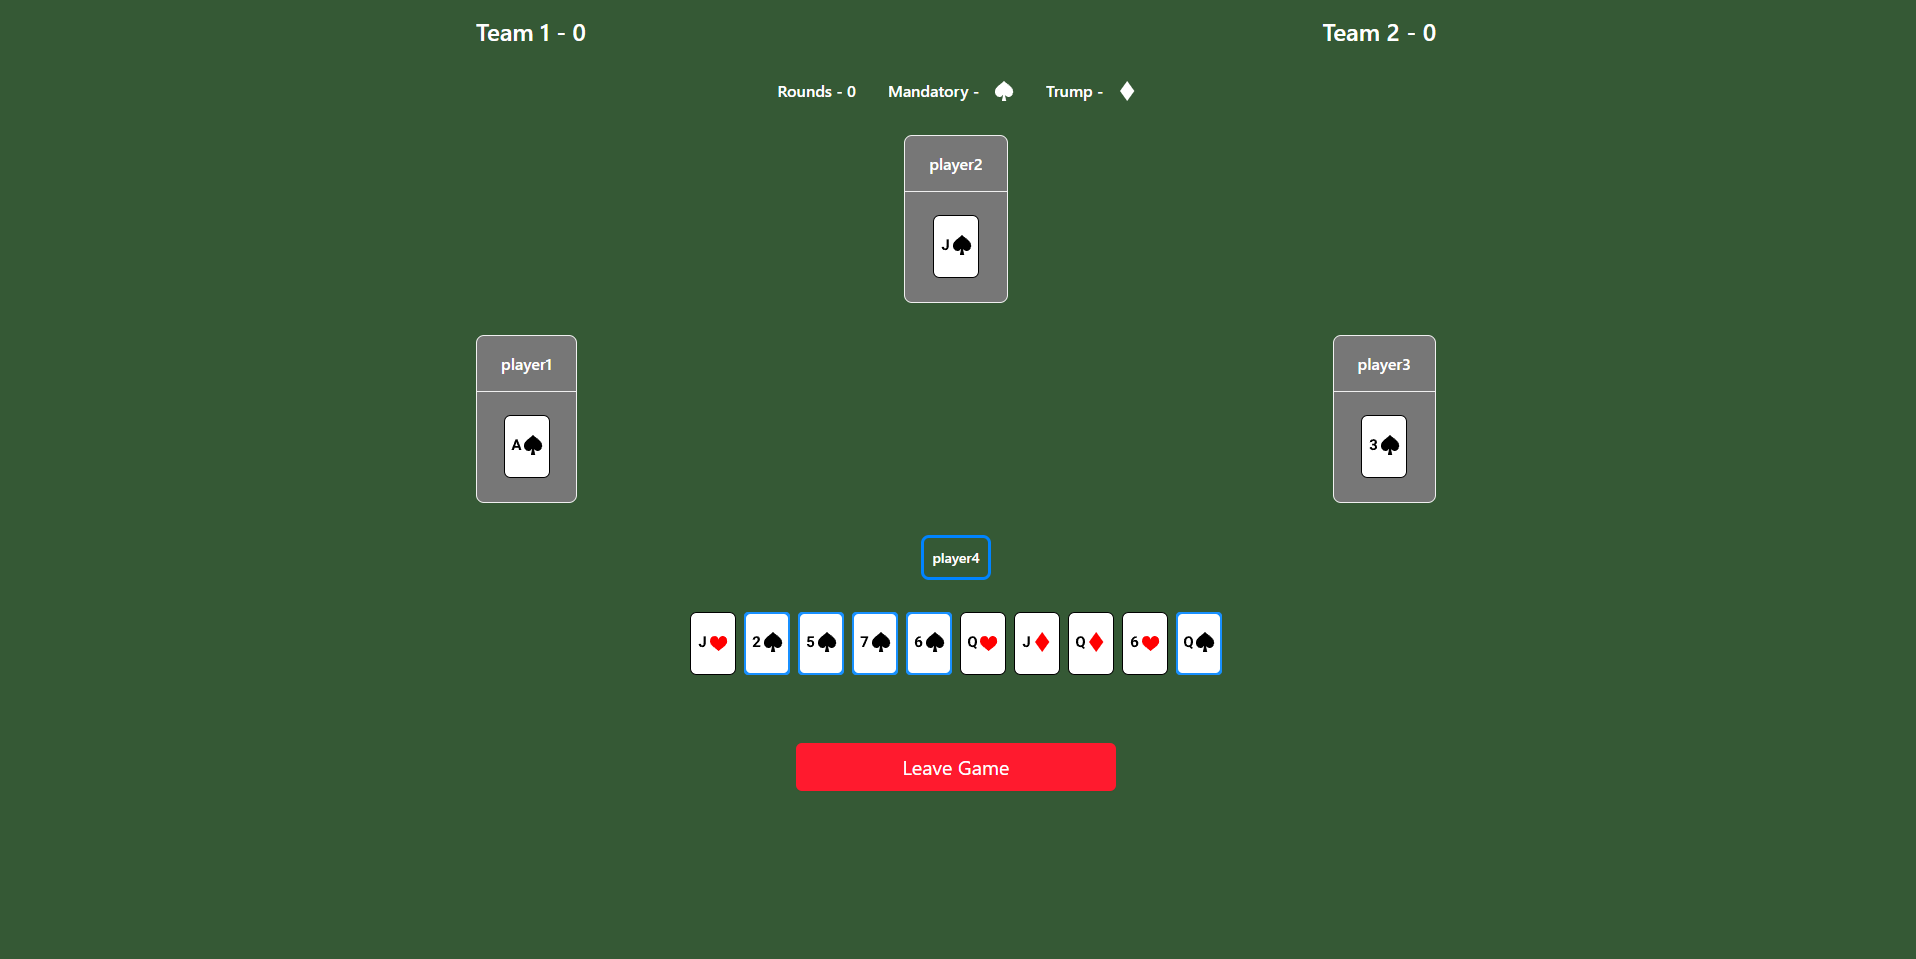 Team 1 - 0
Team 2 - 0
Rounds - 0 Mandatory - Trump -
player2
J
player1
player3
A
3
player4
J 2 5 7 6 Q J Q 6 Q
Leave Game